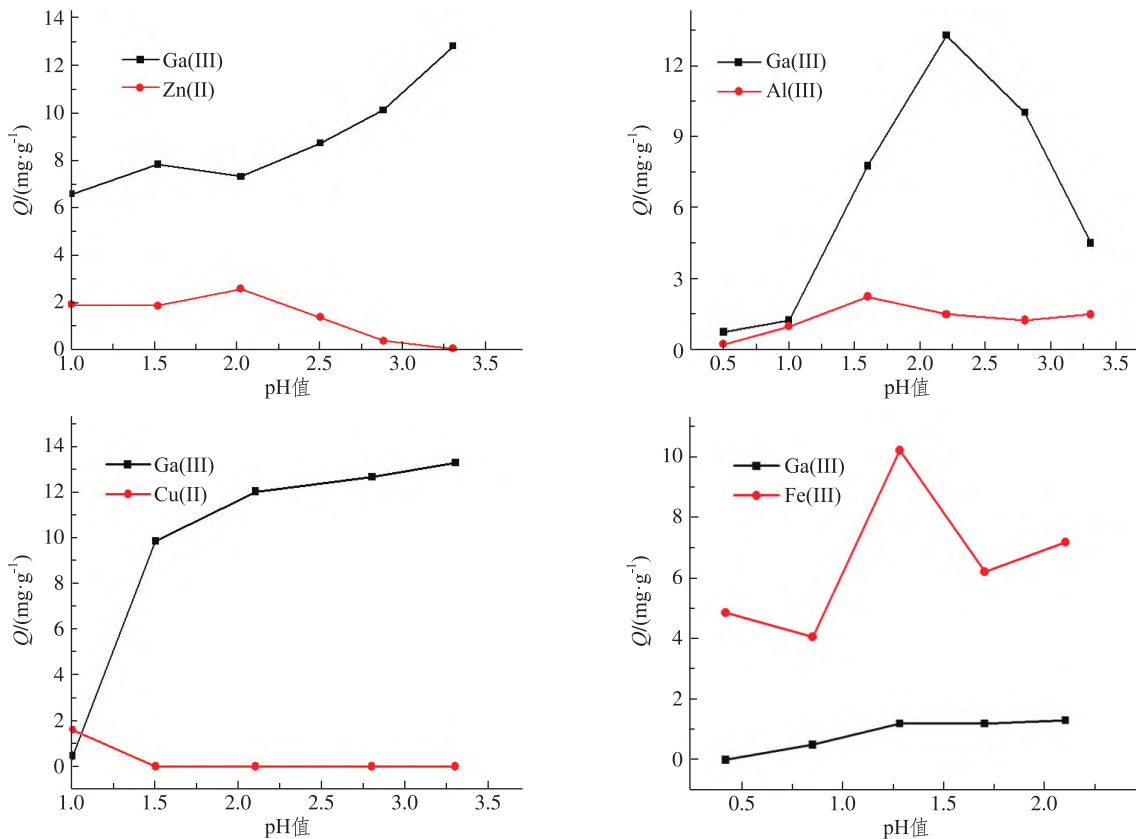 14
12
10
8
6
4
2
0
Q/(mg·g⁻¹)
Ga(III)
Zn(II)
1.0 1.5 2.0 2.5 3.0 3.5
pH值
12
9
6
3
0
Q/(mg·g⁻¹)
Ga(III)
Al(III)
0.5 1.0 1.5 2.0 2.5 3.0 3.5
pH值
14
12
10
8
6
4
2
0
Q/(mg·g⁻¹)
Ga(III)
Cu(II)
1.0 1.5 2.0 2.5 3.0 3.5
pH值
10
8
6
4
2
0
Q/(mg·g⁻¹)
Ga(III)
Fe(III)
0.5 1.0 1.5 2.0
pH值